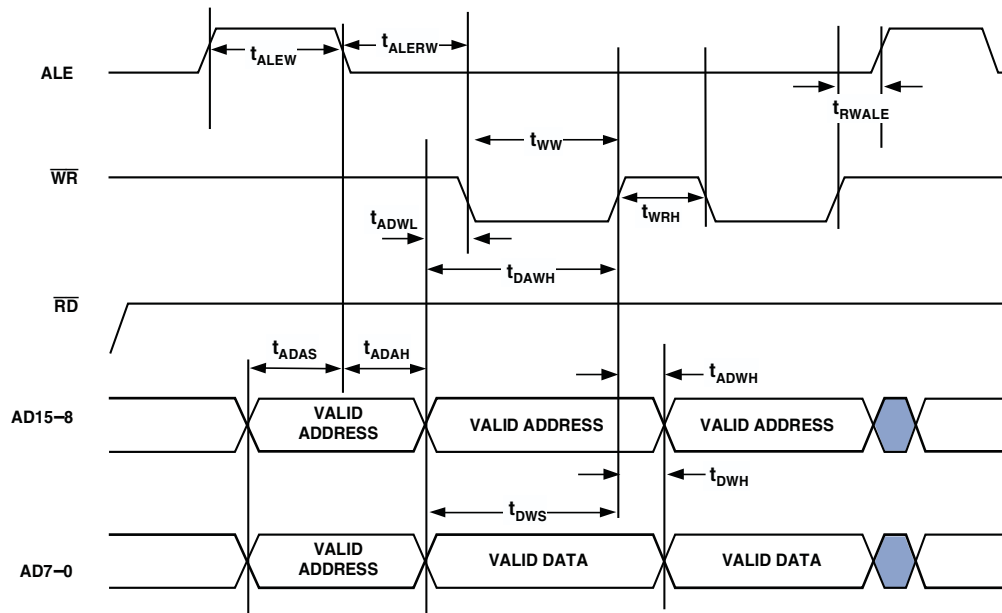 tALEW
tALERW
ALE
tRWALE
tWW
WR
tWRH
tADWL
tDAWH
RD
tADAS
tADAH
tADWH
AD15–8
VALID
ADDRESS
VALID ADDRESS
VALID ADDRESS
tDWH
tDWS
AD7–0
VALID
ADDRESS
VALID DATA
VALID DATA